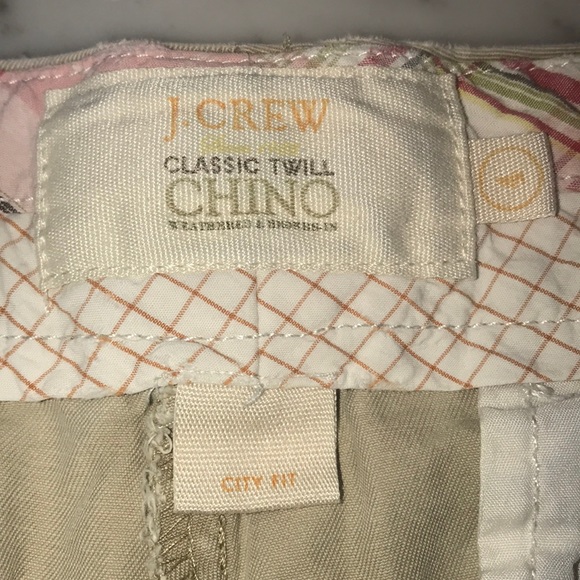 J.CREW
CLASSIC TWILL
CHINO
WEATHERED & BROKEN-IN
CITY FIT